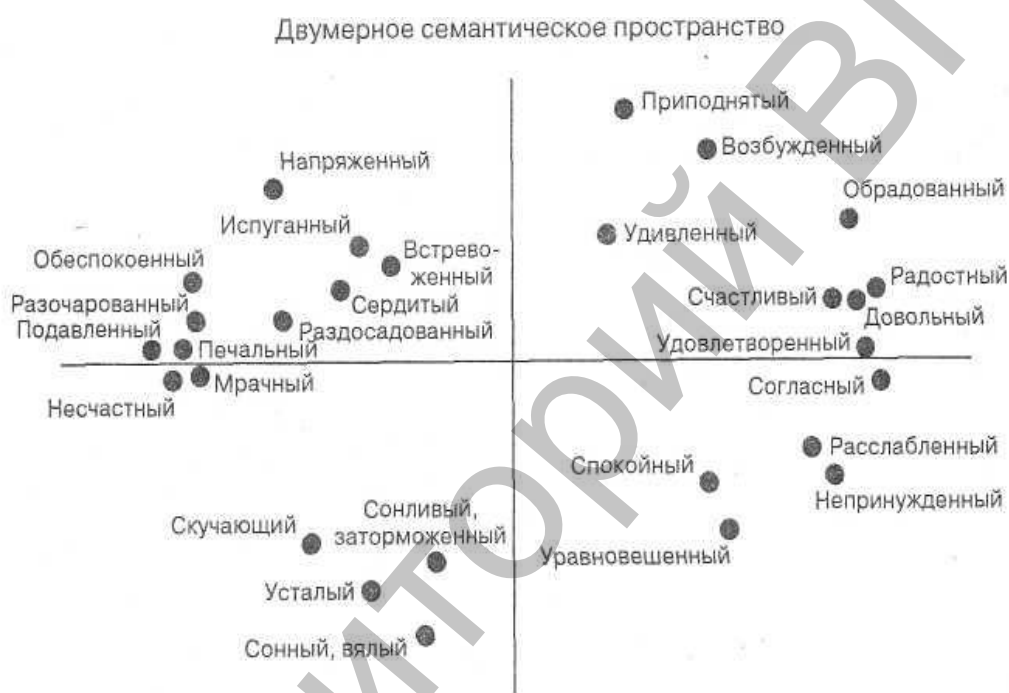 Двумерное семантическое пространство
Приподнятый
Возбужденный
Напряженный
Обрадованный
Испуганный
Удивленный
Встрево-
женный
Обеспокоенный
Радостный
Разочарованный
Сердитый
Счастливый
Довольный
Подавленный
Раздосадованный
Печальный
Удовлетворенный
Мрачный
Согласный
Несчастный
Расслабленный
Спокойный
Непринужденный
Сонливый,
заторможенный
Скучающий
Уравновешенный
Усталый
Сонный, вялый